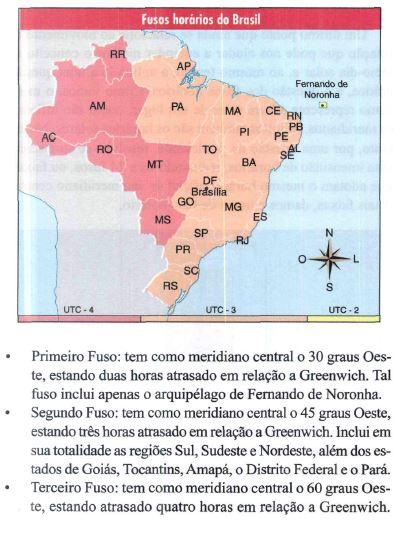 Fusos horários do Brasil
RR
AP
Fernando de
Noronha
AM
PA
MA
CE
RN
PB
PI
PE
AC
AL
RO
TO
SE
MT
BA
DF
Brasília
GO
MG
MS
ES
SP
RJ
PR
N
SC
O
L
RS
S
UTC - 4
UTC - 3
UTC - 2
• Primeiro Fuso: tem como meridiano central o 30 graus Oes-
te, estando duas horas atrasado em relação a Greenwich. Tal
fuso inclui apenas o arquipélago de Fernando de Noronha.
• Segundo Fuso: tem como meridiano central o 45 graus Oeste,
estando três horas atrasado em relação a Greenwich. Inclui em
sua totalidade as regiões Sul, Sudeste e Nordeste, além dos es-
tados de Goiás, Tocantins, Amapá, o Distrito Federal e o Pará.
• Terceiro Fuso: tem como meridiano central o 60 graus Oes-
te, estando atrasado quatro horas em relação a Greenwich.